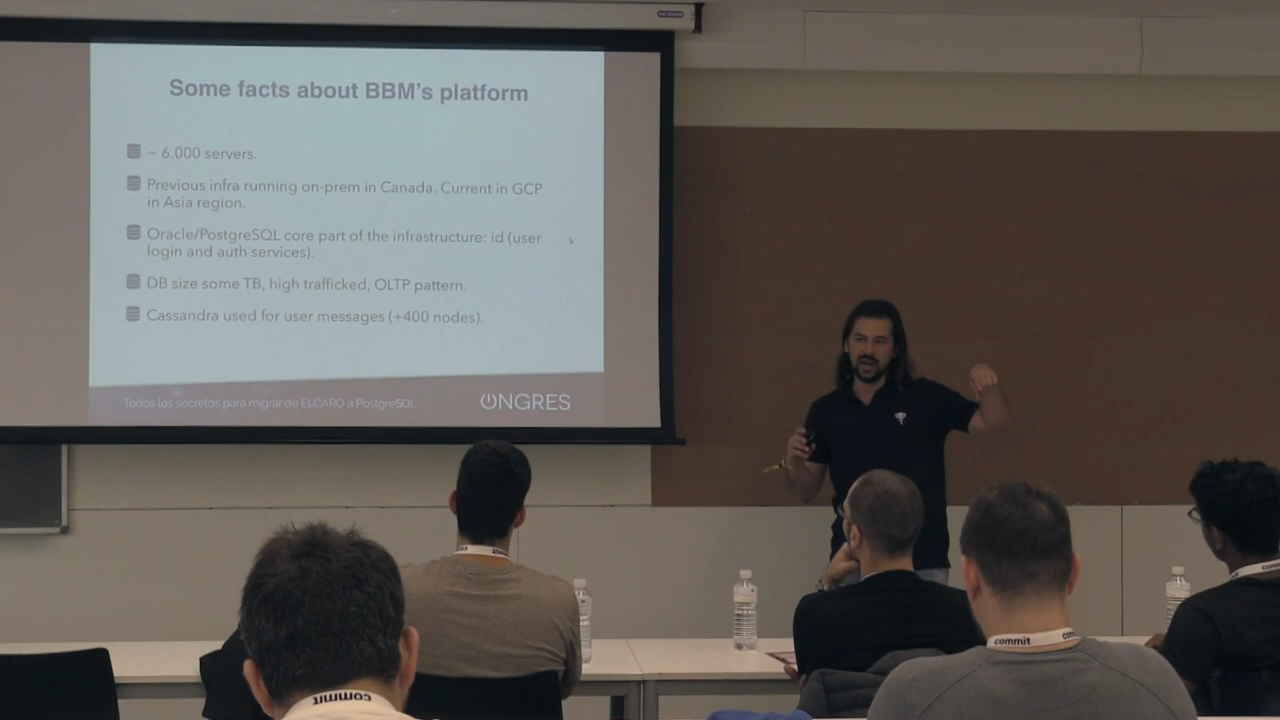 Some facts about BBM's platform
~ 6.000 servers.
Previous infra running on-prem in Canada. Current in GCP
in Asia region.
Oracle/PostgreSQL core part of the infrastructure: id (user
login and auth services).
DB size some TB, high trafficked, OLTP pattern.
Cassandra used for user messages (+400 nodes).
Todos los secretos para migrar de ELCARO a PostgreSQL
ONGRES
commit
commit